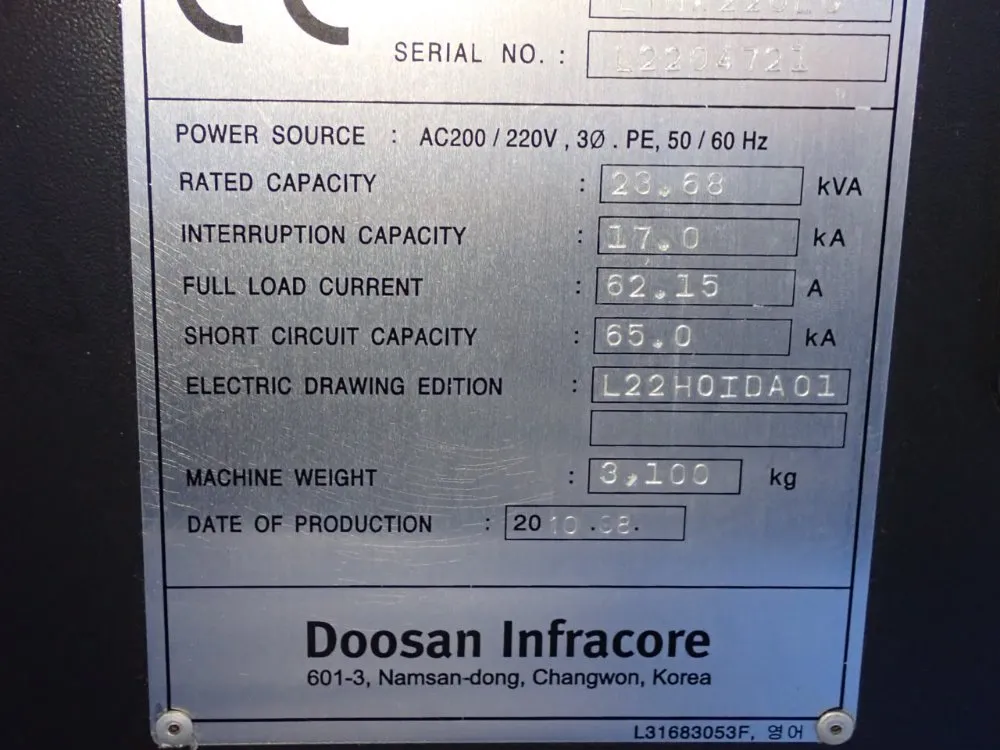 CE
SERIAL NO. : L2204721
POWER SOURCE : AC200 / 220V , 3Ø . PE, 50 / 60 Hz
RATED CAPACITY : 23.68 kVA
INTERRUPTION CAPACITY : 17.0 kA
FULL LOAD CURRENT : 62.15 A
SHORT CIRCUIT CAPACITY : 65.0 kA
ELECTRIC DRAWING EDITION : L22H0IDA01
MACHINE WEIGHT : 3,100 kg
DATE OF PRODUCTION : 2010 .08.
Doosan Infracore
601-3, Namsan-dong, Changwon, Korea
L31683053F, 영어